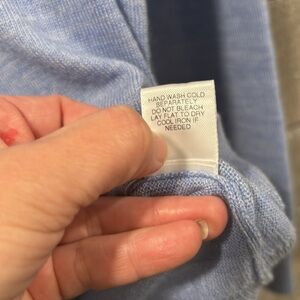 HAND WASH COLD
SEPARATELY
DO NOT BLEACH
LAY FLAT TO DRY
COOL IRON IF
NEEDED